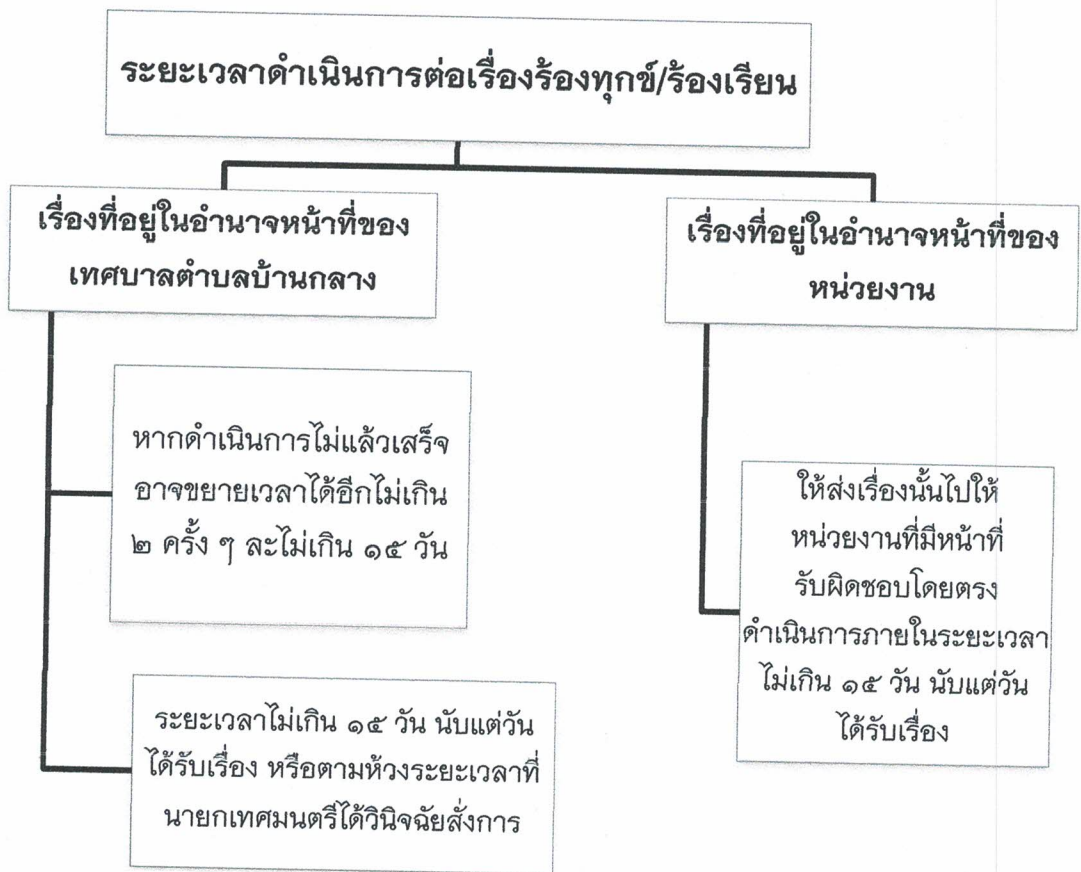 ระยะเวลาดำเนินการต่อเรื่องร้องทุกข์/ร้องเรียน
เรื่องที่อยู่ในอำนาจหน้าที่ของ
เทศบาลตำบลบ้านกลาง
เรื่องที่อยู่ในอำนาจหน้าที่ของ
หน่วยงาน
หากดำเนินการไม่แล้วเสร็จ
อาจขยายเวลาได้อีกไม่เกิน
๒ ครั้ง ๆ ละไม่เกิน ๑๕ วัน
ให้ส่งเรื่องนั้นไปให้
หน่วยงานที่มีหน้าที่
รับผิดชอบโดยตรง
ดำเนินการภายในระยะเวลา
ไม่เกิน ๑๕ วัน นับแต่วัน
ได้รับเรื่อง
ระยะเวลาไม่เกิน ๑๕ วัน นับแต่วัน
ได้รับเรื่อง หรือตามห้วงระยะเวลาที่
นายกเทศมนตรีได้วินิจฉัยสั่งการ